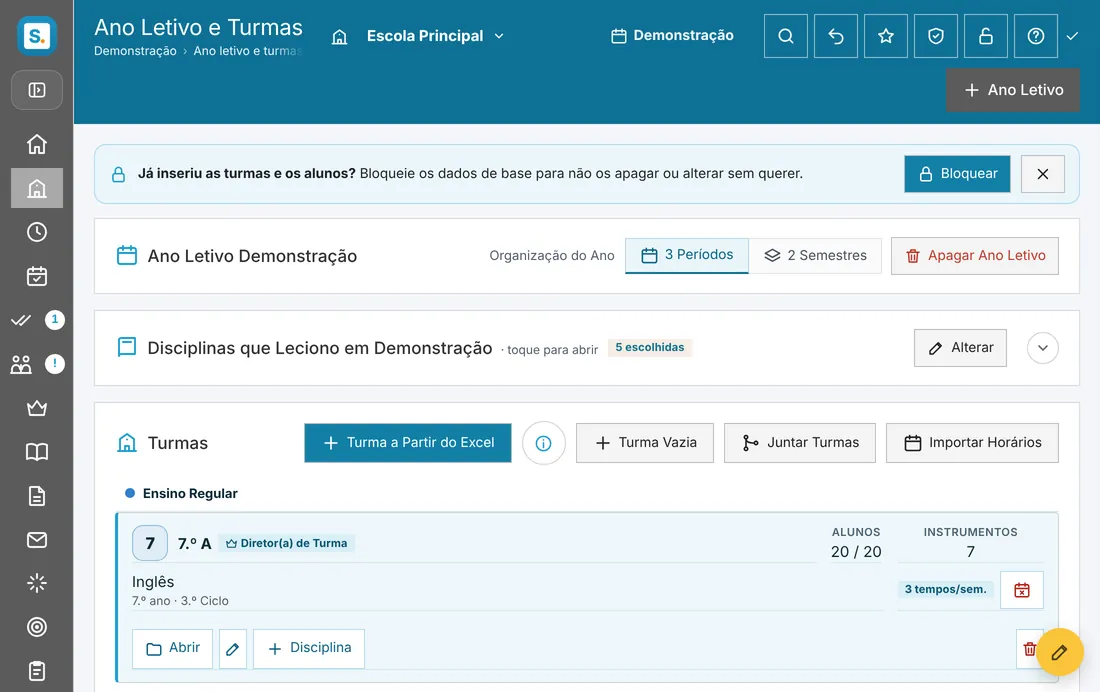 S.
Ano Letivo e Turmas
Demonstração › Ano letivo e turmas
Escola Principal
Demonstração
+ Ano Letivo
Já inseriu as turmas e os alunos? Bloqueie os dados de base para não os apagar ou alterar sem querer.
Bloquear
Ano Letivo Demonstração
Organização do Ano
3 Períodos
2 Semestres
Apagar Ano Letivo
1
!
Disciplinas que Leciono em Demonstração · toque para abrir
5 escolhidas
Alterar
Turmas
+ Turma a Partir do Excel
+ Turma Vazia
Juntar Turmas
Importar Horários
Ensino Regular
7
7.º A
Diretor(a) de Turma
ALUNOS
20 / 20
INSTRUMENTOS
7
Inglês
7.º ano · 3.º Ciclo
3 tempos/sem.
Abrir
+ Disciplina